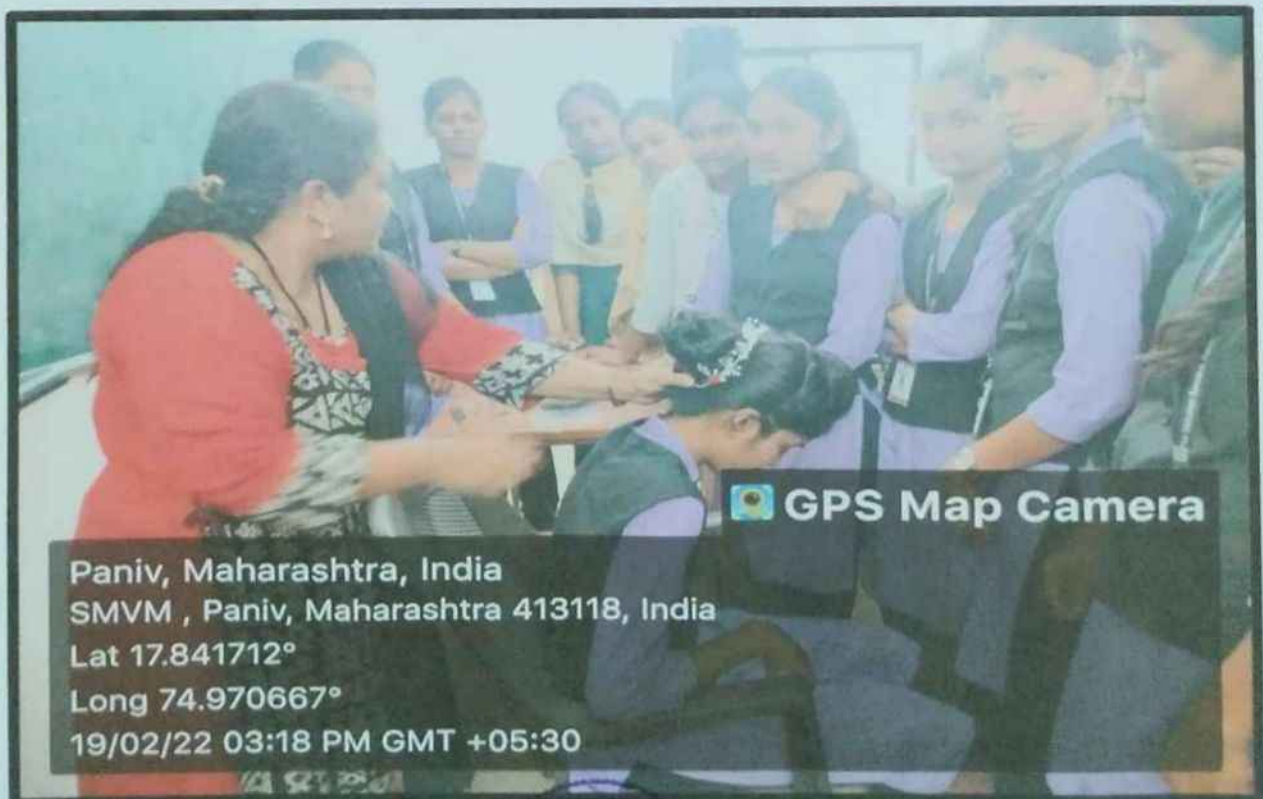 GPS Map Camera
Paniv, Maharashtra, India
SMVM , Paniv, Maharashtra 413118, India
Lat 17.841712°
Long 74.970667°
19/02/22 03:18 PM GMT +05:30